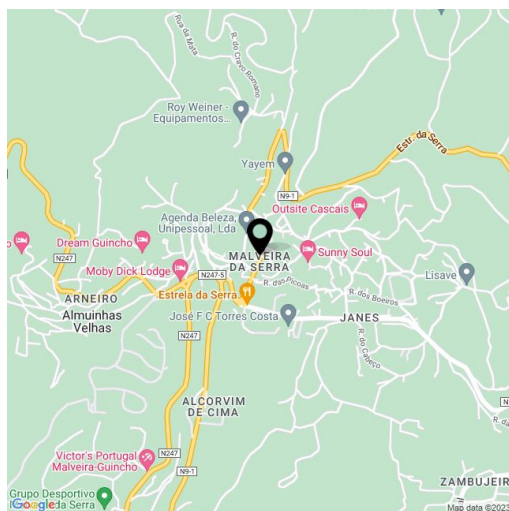 Rua da Mata
R. do Cravo Romano
Roy Weiner -
Equipamentos...
Estr. da Serra
Yayem
N9-1
Outsite Cascais
Agenda Beleza,
Unipessoal, Lda
N247
Dream Guincho
MALVEIRA
DA SERRA
Sunny Soul
Moby Dick Lodge
N247-5
Lisave
R. das Picoas
ARNEIRO
Estrela da Serra
R. dos Boeiros
Almuinhas
Velhas
José F C Torres Costa
JANES
R. do Cabeço
ALCORVIM
DE CIMA
N247
Victor's Portugal
Malveira-Guincho
N9-1
R. da
ZAMBUJEIR
Grupo Desportivo
da Serra
Google
Map data ©2023